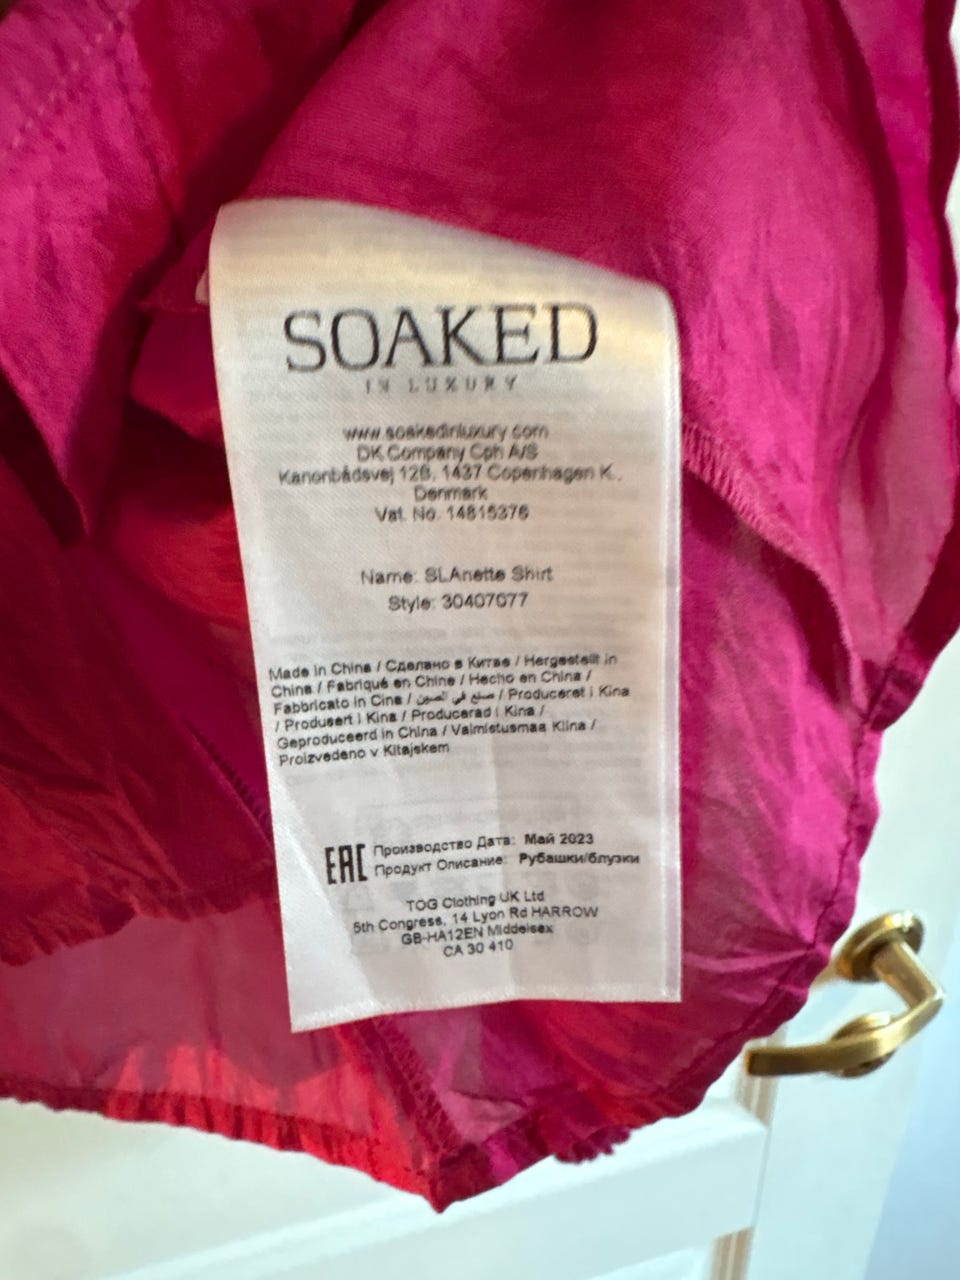 SOAKED
IN LUXURY
www.soakedinluxury.com
DK Company Cph A/S
Kanonbådsvej 12B, 1437 Copenhagen K.,
Denmark
Vat. No. 14815376
Name: SLAnette Shirt
Style: 30407077
Made in China / Сделано в Китае / Hergestellt in
China / Fabriqué en Chine / Hecho en China /
Fabbricato in Cina / صنع في الصين / Produceret i Kina
/ Produsert i Kina / Producerad i Kina /
Geproduceerd in China / Valmistusmaa Kiina /
Proizvedeno v Kitajskem
EAC
Производство Дата: Май 2023
Продукт Описание: Рубашки/блузки
TOG Clothing UK Ltd
5th Congress, 14 Lyon Rd HARROW
GB-HA12EN Middelsex
CA 30 410